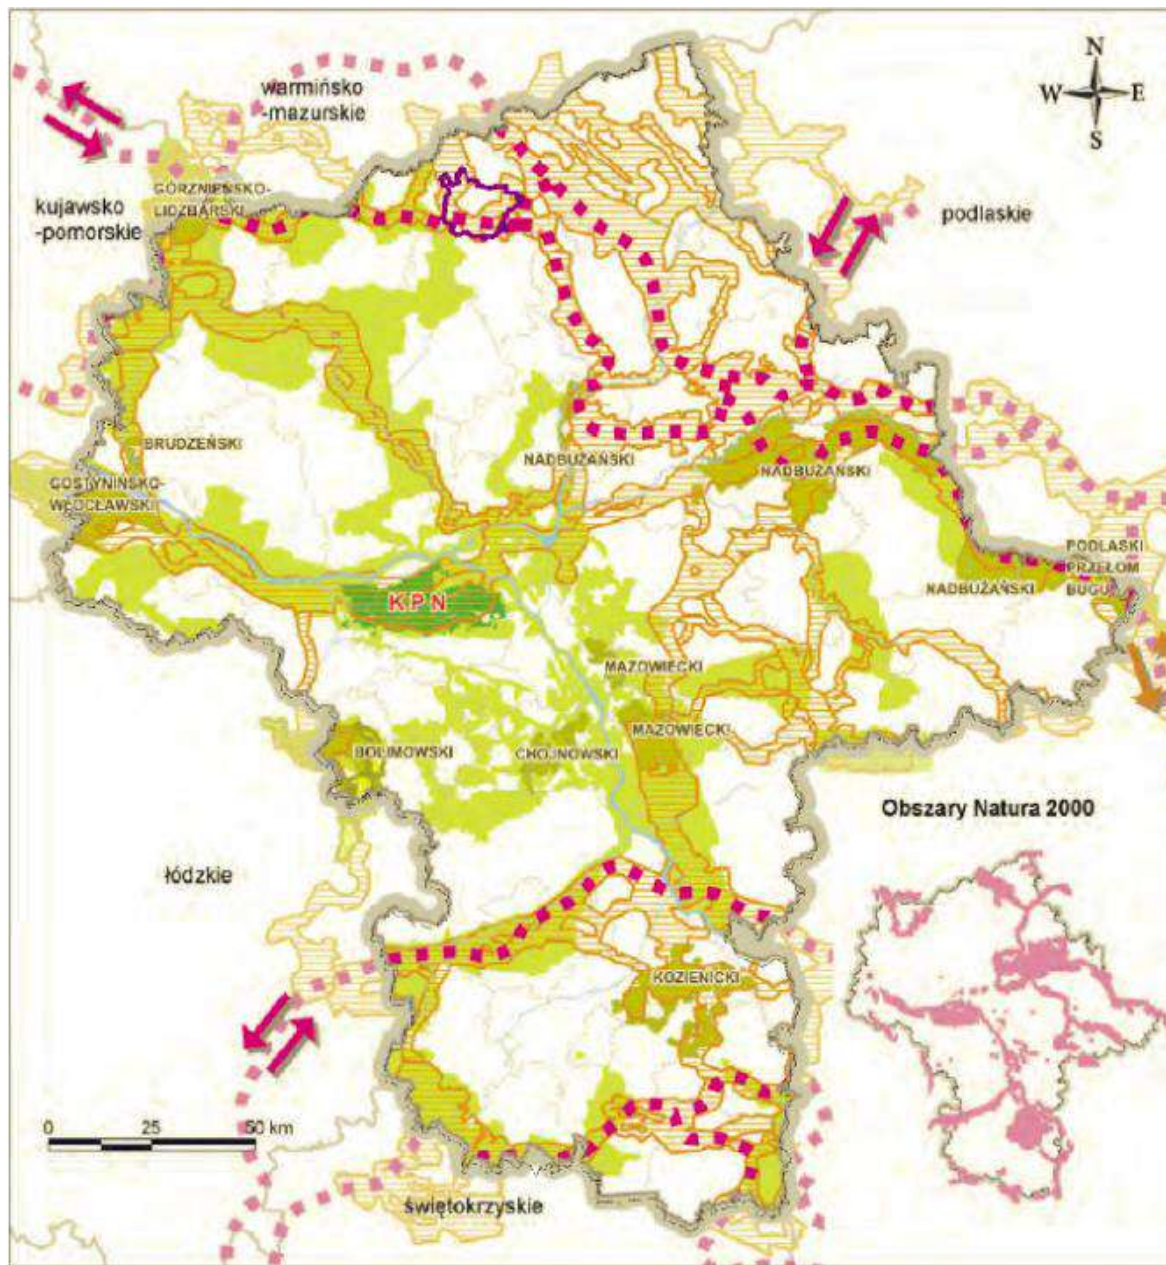 N
W E
S
warmińsko
-mazurskie
GÓRZNIEŃSKO-
LIDZBARSKI
kujawsko
-pomorskie
podlaskie
BRUDZEŃSKI
NADBUŻAŃSKI
NADBUŻAŃSKI
GOSTYNIŃSKO-
WŁOCŁAWSKI
PODLASKI
PRZEŁOM
BUGU
NADBUŻAŃSKI
KPN
MAZOWIECKI
MAZOWIECKI
BOLIMOWSKI
CHOJNOWSKI
Obszary Natura 2000
łódzkie
KOZIENICKI
0 25 50 km
świętokrzyskie